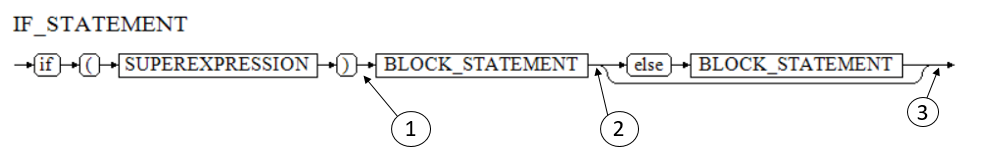 IF_STATEMENT
if ( SUPEREXPRESSION ) BLOCK_STATEMENT else BLOCK_STATEMENT
1 2 3